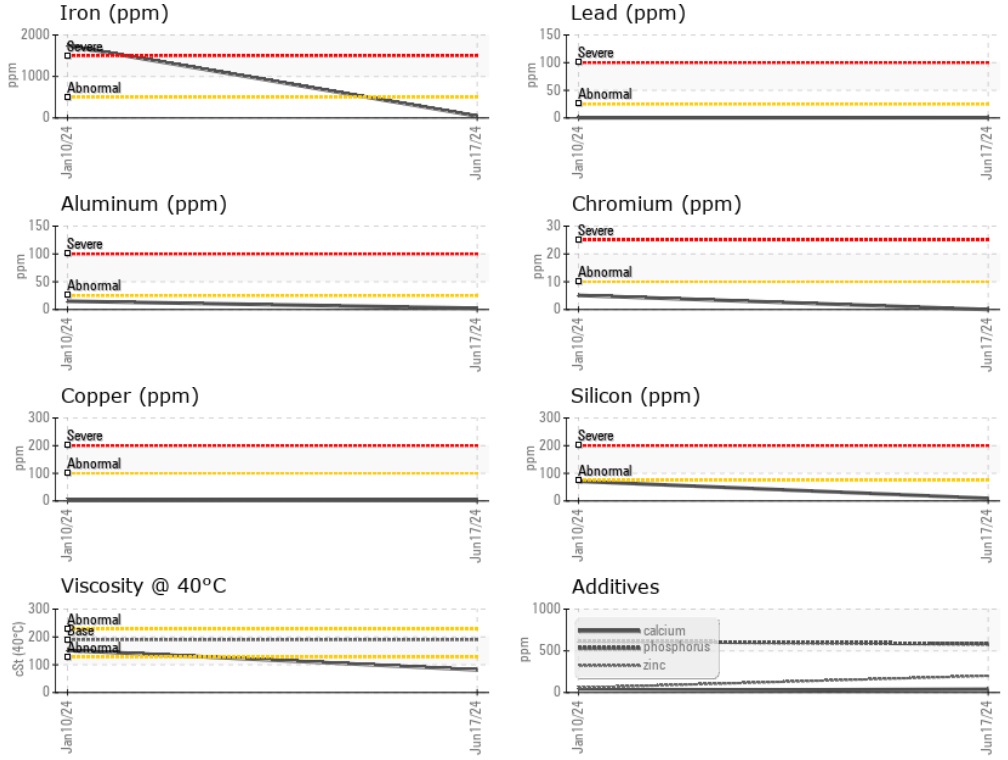 Iron (ppm)
2000
1000
0
ppm
Severe
Abnormal
Jan10/24
Jun17/24
Lead (ppm)
150
100
50
0
ppm
Severe
Abnormal
Jan10/24
Jun17/24
Aluminum (ppm)
150
100
50
0
ppm
Severe
Abnormal
Jan10/24
Jun17/24
Chromium (ppm)
30
20
10
0
ppm
Severe
Abnormal
Jan10/24
Jun17/24
Copper (ppm)
300
200
100
0
ppm
Severe
Abnormal
Jan10/24
Jun17/24
Silicon (ppm)
300
200
100
0
ppm
Severe
Abnormal
Jan10/24
Jun17/24
Viscosity @ 40°C
300
200
100
0
cSt (40°C)
Abnormal
Base
Abnormal
Jan10/24
Jun17/24
Additives
1000
500
0
ppm
calcium
phosphorus
zinc
Jan10/24
Jun17/24